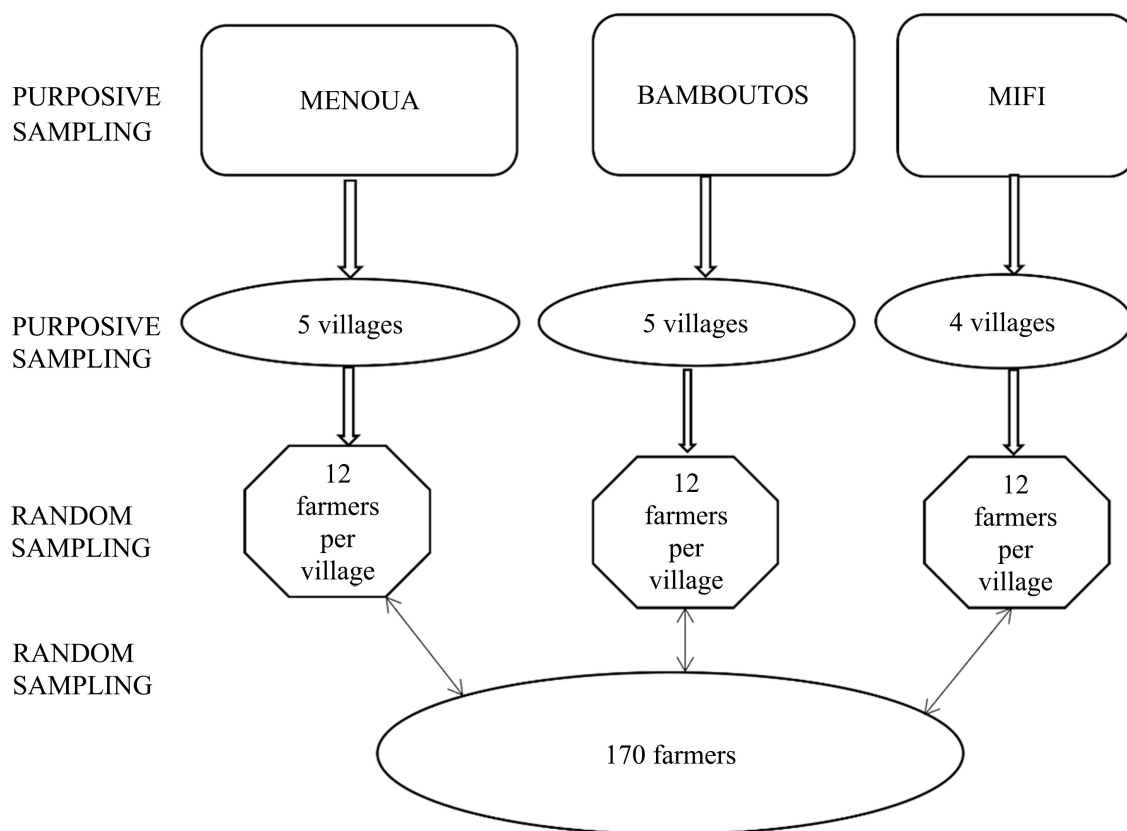 PURPOSIVE
SAMPLING
MENOUA
BAMBOUTOS
MIFI
PURPOSIVE
SAMPLING
5 villages
5 villages
4 villages
RANDOM
SAMPLING
12
farmers
per
village
12
farmers
per
village
12
farmers
per
village
RANDOM
SAMPLING
170 farmers